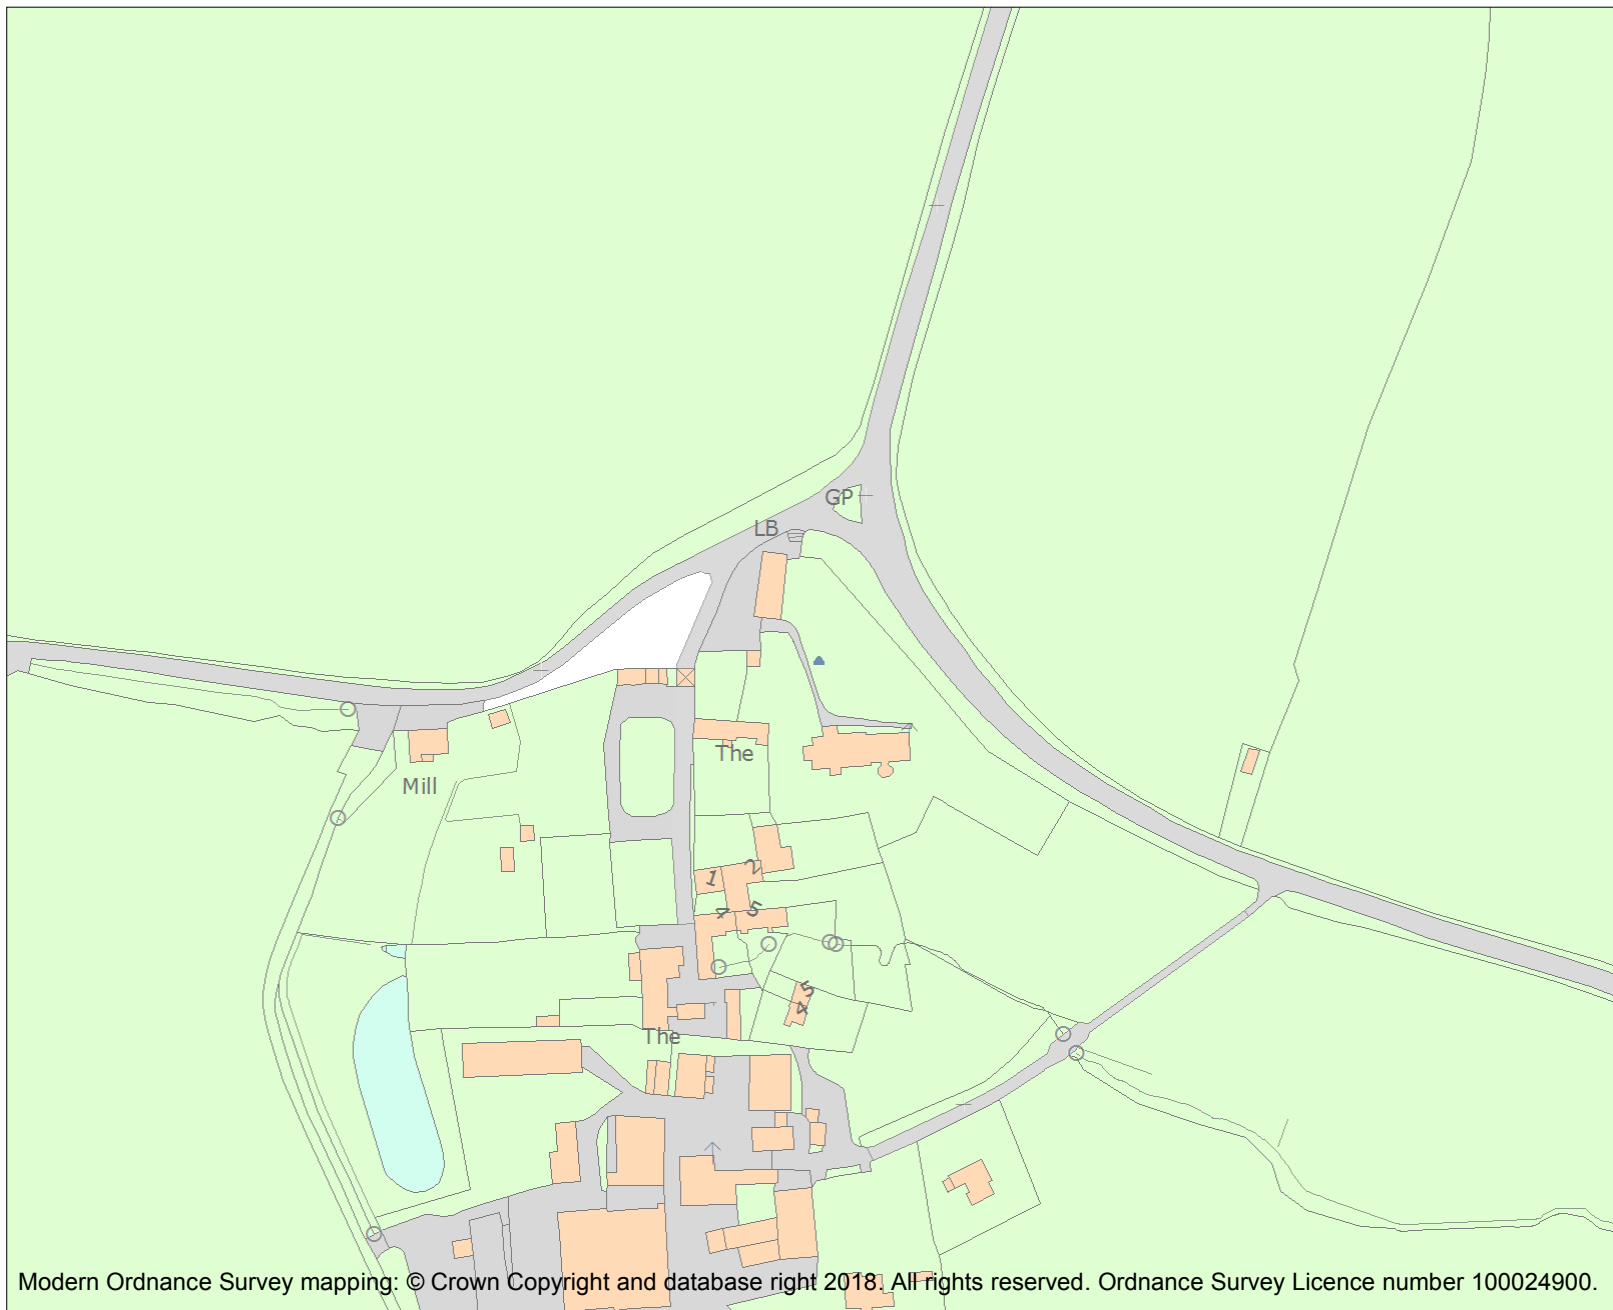 GP
LB
The
Mill
1 2
4 5
5
4
The
Modern Ordnance Survey mapping: © Crown Copyright and database right 2018. All rights reserved. Ordnance Survey Licence number 100024900.